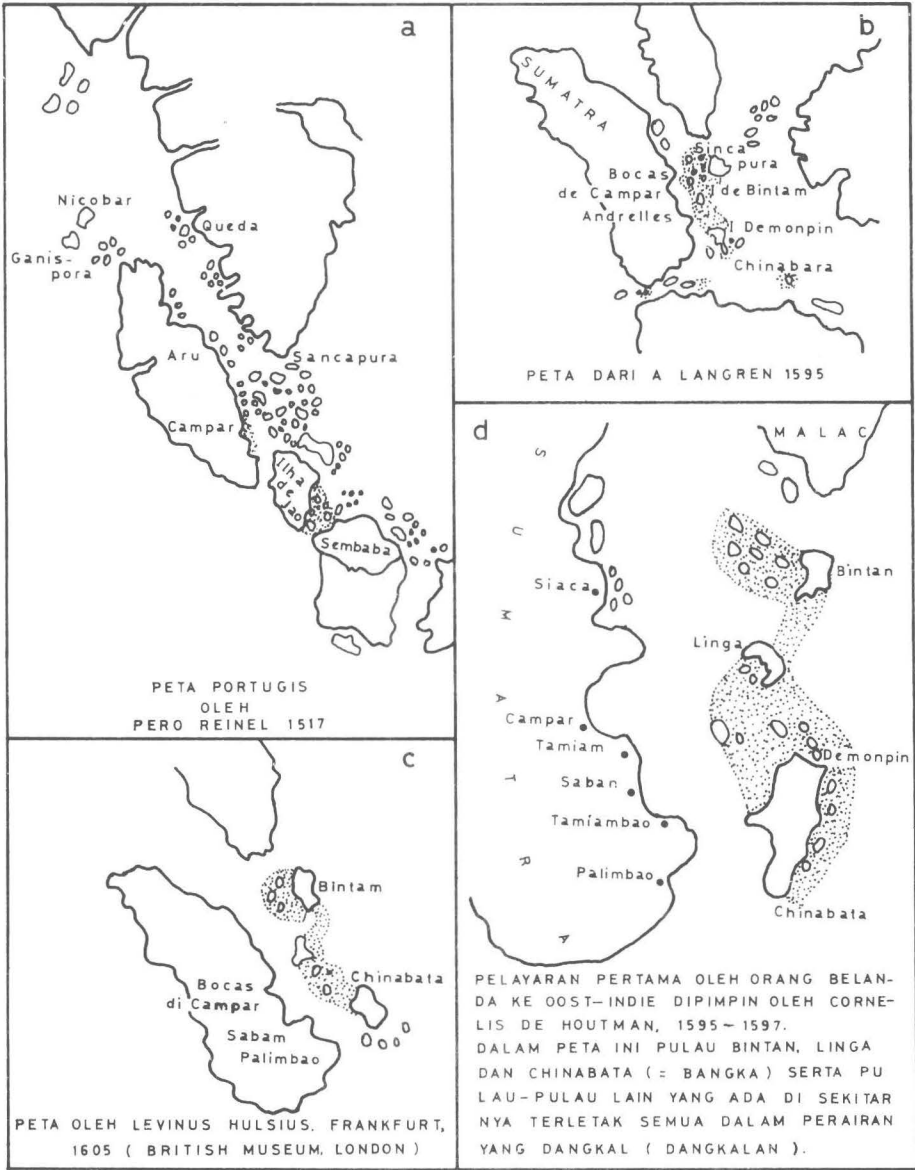 a
Nicobar
Ganis-
pora
Queda
Aru
Sancapura
Campar
Ilha
de Jao
Sembaba
PETA PORTUGIS
OLEH
PERO REINEL 1517
b
SUMATRA
Sinca
pura
Bocas
de Campar
I de Bintam
Andrelles
I Demonpin
Chinabara
PETA DARI A LANGREN 1595
c
Bintam
Chinabata
Bocas
di Campar
Sabam
Palimbao
PETA OLEH LEVINUS HULSIUS. FRANKFURT,
1605 ( BRITISH MUSEUM, LONDON )
d
MALAC
SUMATRA
Bintan
Siaca
Linga
Campar
Tamiam
Demonpin
Saban
Tamiambao
Palimbao
Chinabata
PELAYARAN PERTAMA OLEH ORANG BELAN-
DA KE OOST-INDIE DIPIMPIN OLEH CORNE-
LIS DE HOUTMAN, 1595-1597.
DALAM PETA INI PULAU BINTAN, LINGA
DAN CHINABATA ( = BANGKA ) SERTA PU
LAU-PULAU LAIN YANG ADA DI SEKITAR
NYA TERLETAK SEMUA DALAM PERAIRAN
YANG DANGKAL ( DANGKALAN ).